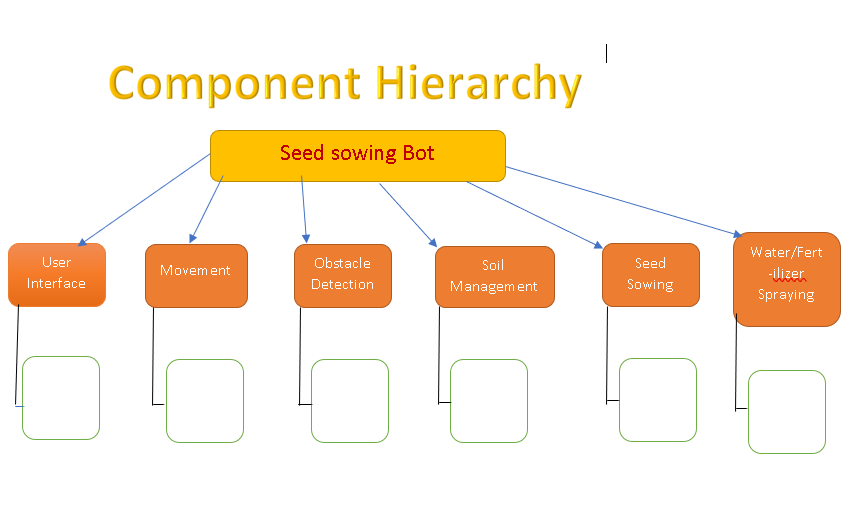 Component Hierarchy
Seed sowing Bot
User
Interface
Movement
Obstacle
Detection
Soil
Management
Seed
Sowing
Water/Fert
-ilizer
Spraying